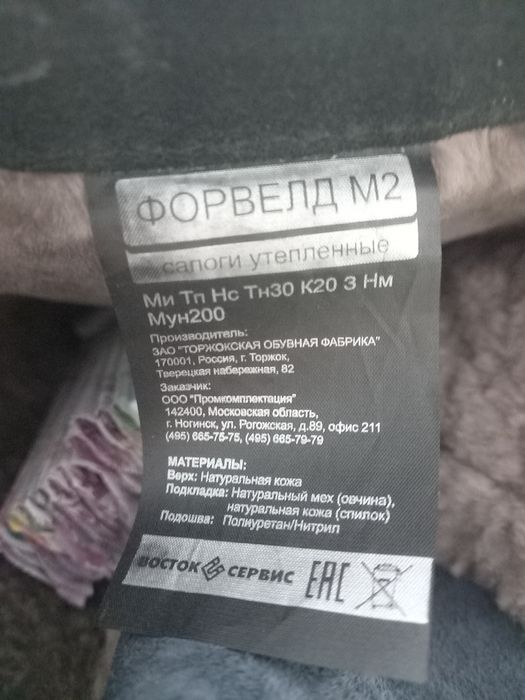 ФОРВЕЛД М2
сапоги утепленные
Ми Тп Нс Тн30 К20 З Нм
Мун200
Производитель:
ЗАО "ТОРЖОКСКАЯ ОБУВНАЯ ФАБРИКА"
170001, Россия, г. Торжок,
Тверецкая набережная, 82
Заказчик:
ООО "Промкомплектация"
142400, Московская область,
г. Ногинск, ул. Рогожская, д.89, офис 211
(495) 665-75-75, (495) 665-79-79
МАТЕРИАЛЫ:
Верх: Натуральная кожа
Подкладка: Натуральный мех (овчина),
натуральная кожа (спилок)
Подошва: Полиуретан/Нитрил
ВОСТОК СЕРВИС EAC